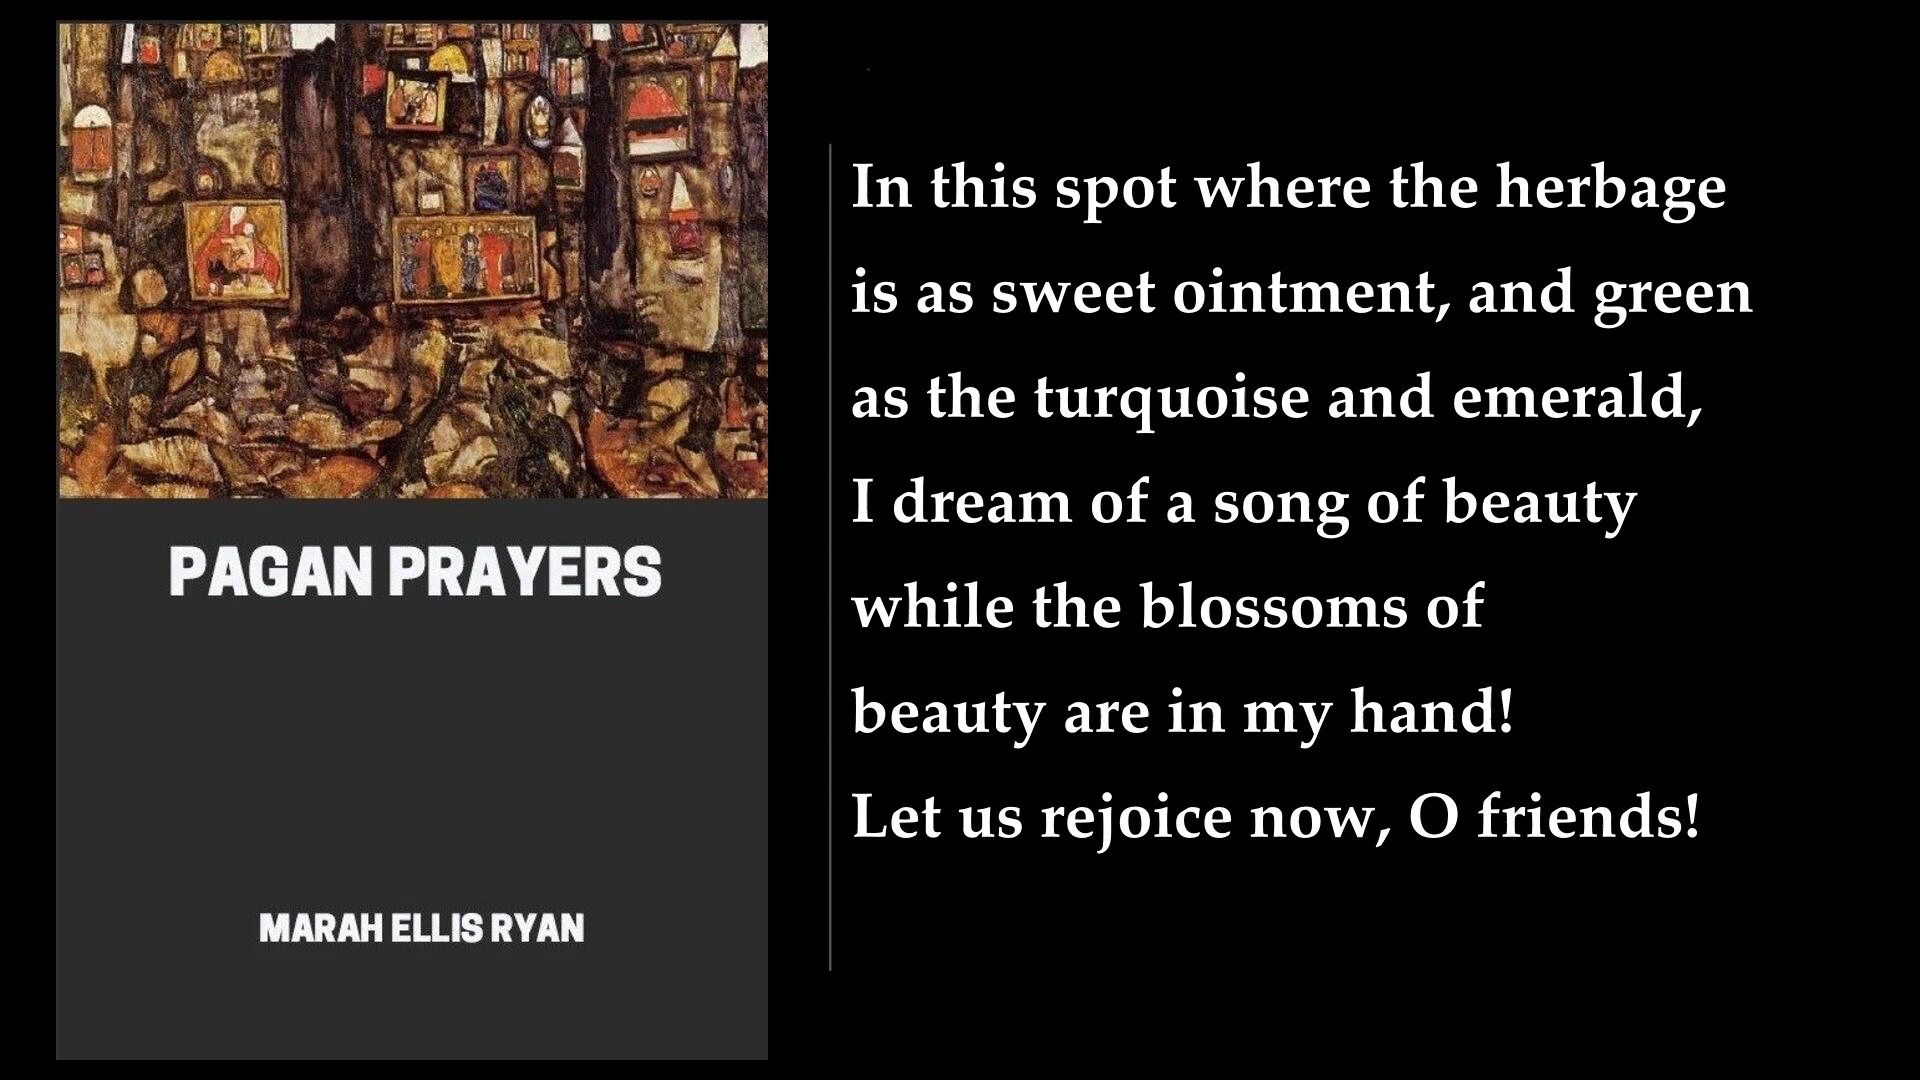 PAGAN PRAYERS
MARAH ELLIS RYAN
In this spot where the herbage
is as sweet ointment, and green
as the turquoise and emerald,
I dream of a song of beauty
while the blossoms of
beauty are in my hand!
Let us rejoice now, O friends!